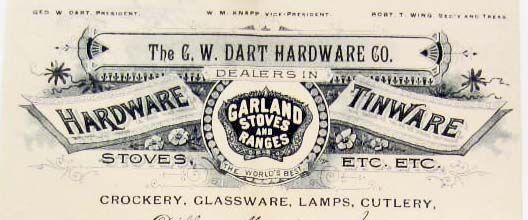 GEO. W. DART, PRESIDENT. W. M. KNAPP, VICE-PRESIDENT. ROBT. T. WING, SEC'Y AND TREAS.
THE G. W. DART HARDWARE CO.
DEALERS IN
HARDWARE TINWARE
GARLAND
STOVES
AND
RANGES
THE WORLD'S BEST
STOVES, ETC. ETC.
CROCKERY, GLASSWARE, LAMPS, CUTLERY,